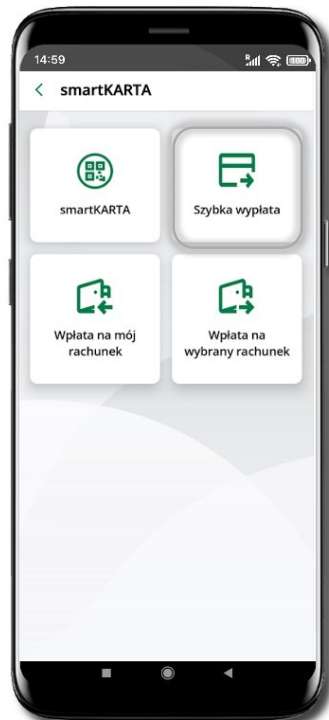 14:59
smartKARTA
smartKARTA
Szybka wypłata
Wpłata na mój
rachunek
Wpłata na
wybrany rachunek